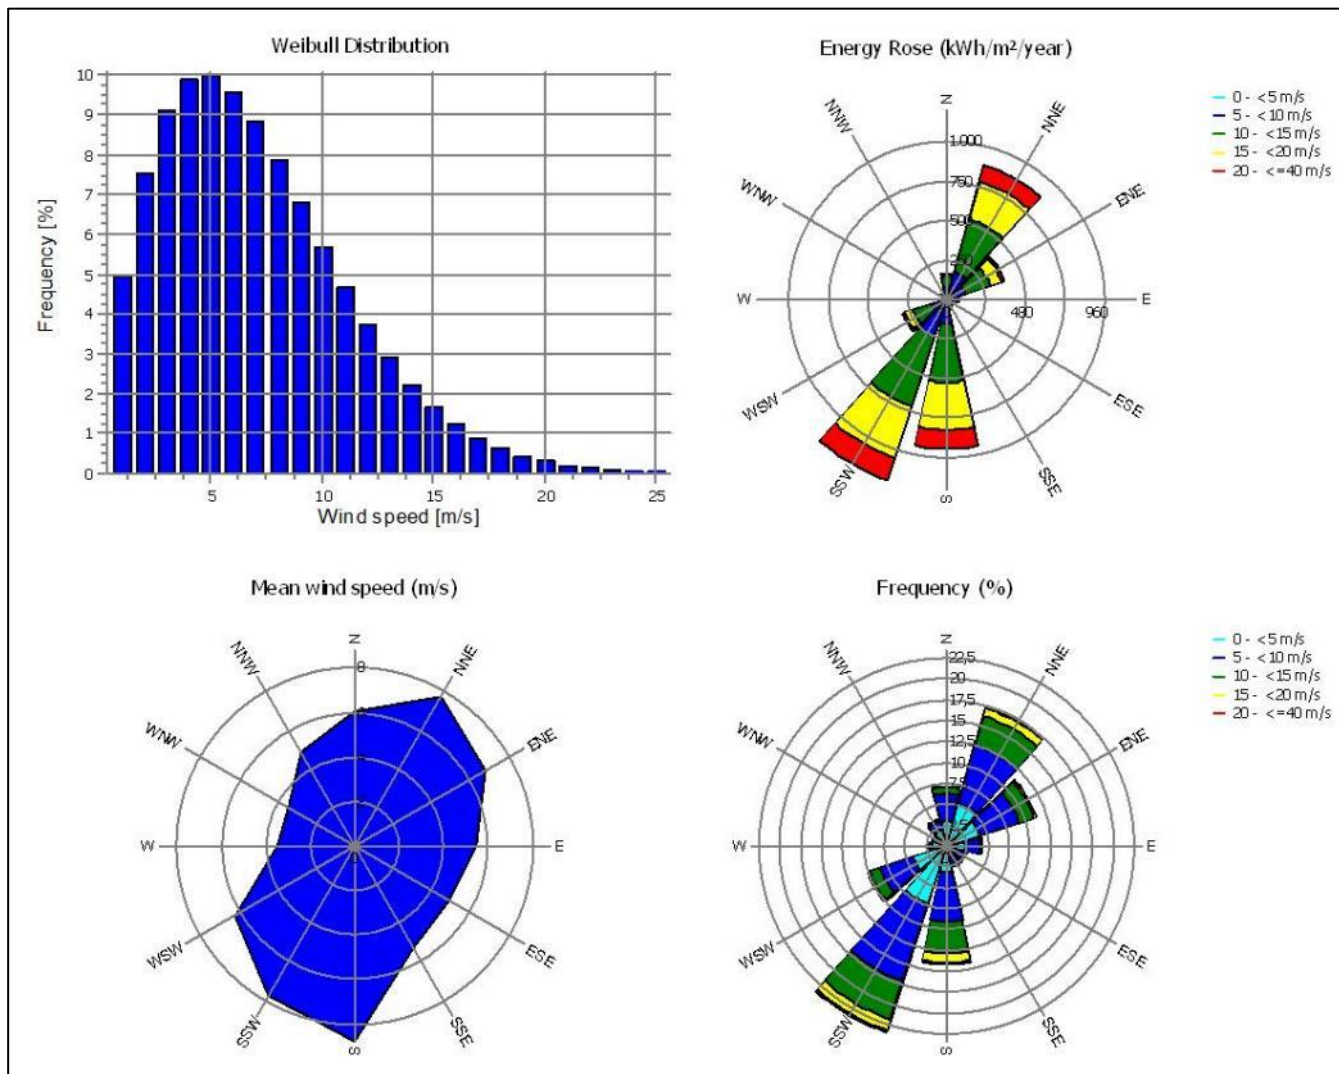 Weibull Distribution
10
9
8
7
6
5
4
3
2
1
0
Frequency [%]
5
10
15
20
25
Wind speed [m/s]
Energy Rose (kWh/m²/year)
N
NNE
ENE
E
ESE
SSE
S
SSW
WSW
W
WNW
NNW
1.000
750
500
250
480
960
0 - <5 m/s
5 - <10 m/s
10 - <15 m/s
15 - <20 m/s
20 - <=40 m/s
Mean wind speed (m/s)
N
NNE
ENE
E
ESE
SSE
S
SSW
WSW
W
WNW
NNW
8
Frequency (%)
N
NNE
ENE
E
ESE
SSE
S
SSW
WSW
W
WNW
NNW
22,5
20
17,5
15
12,5
10
7,5
0 - <5 m/s
5 - <10 m/s
10 - <15 m/s
15 - <20 m/s
20 - <=40 m/s